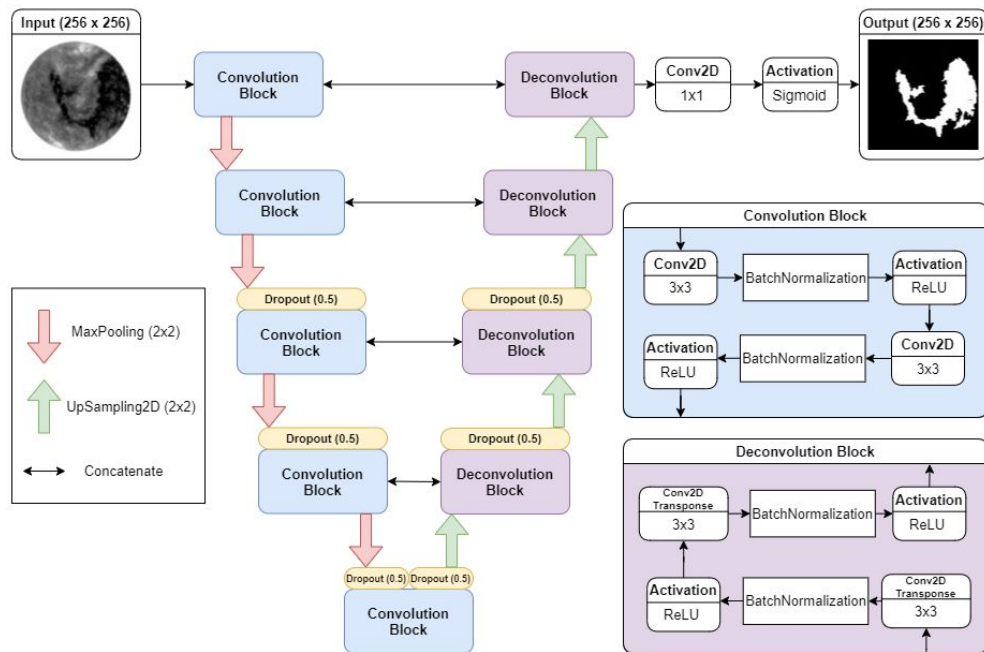 Input (256 x 256)
Convolution
Block
Deconvolution
Block
Conv2D
1x1
Activation
Sigmoid
Output (256 x 256)
Convolution
Block
Deconvolution
Block
Dropout (0.5)
Convolution
Block
Dropout (0.5)
Deconvolution
Block
Dropout (0.5)
Convolution
Block
Dropout (0.5)
Deconvolution
Block
Dropout (0.5)
Dropout (0.5)
Convolution
Block
MaxPooling (2x2)
UpSampling2D (2x2)
Concatenate
Convolution Block
Conv2D
3x3
BatchNormalization
Activation
ReLU
Activation
ReLU
BatchNormalization
Conv2D
3x3
Deconvolution Block
Conv2D
Transpose
3x3
BatchNormalization
Activation
ReLU
Activation
ReLU
BatchNormalization
Conv2D
Transpose
3x3